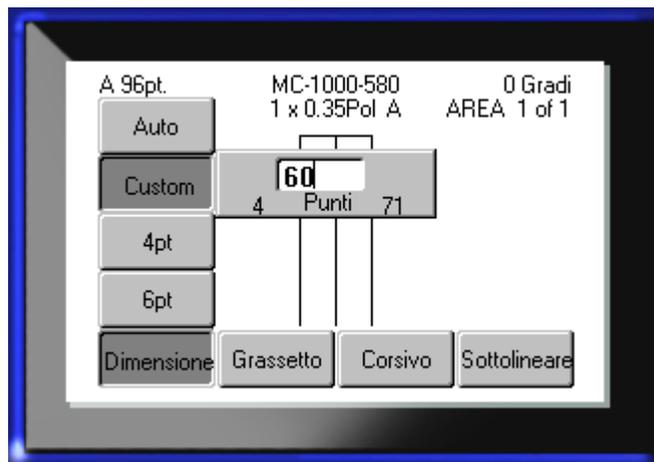 A 96pt. MC-1000-580 0 Gradi
1 x 0.35Pol A AREA 1 of 1
Auto
Custom
60
4 Punti 71
4pt
6pt
Dimensione Grassetto Corsivo Sottolineare